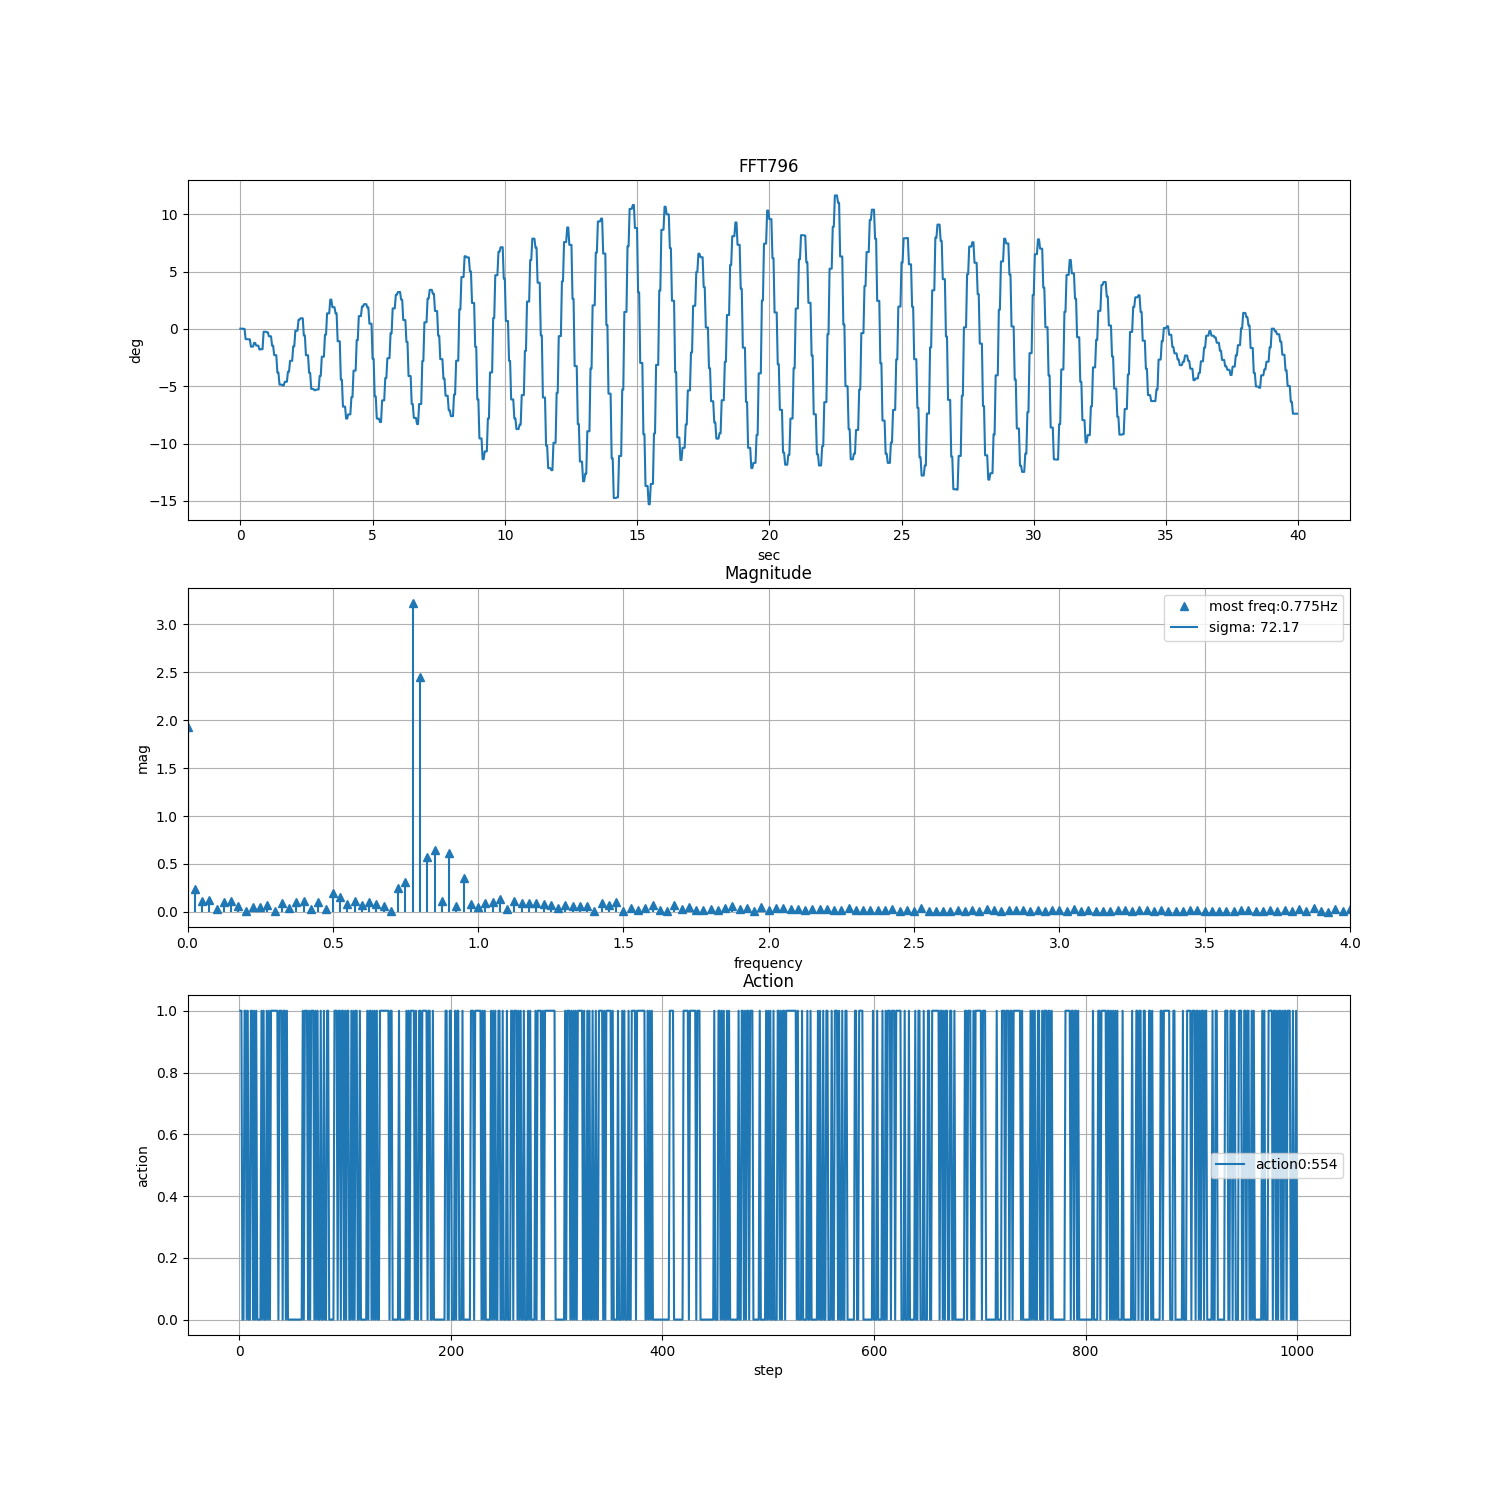 FFT796
10
5
0
−5
−10
−15
deg
0 5 10 15 20 25 30 35 40
sec
Magnitude
most freq:0.775Hz
sigma: 72.17
3.0
2.5
2.0
1.5
1.0
0.5
0.0
mag
0.0 0.5 1.0 1.5 2.0 2.5 3.0 3.5 4.0
frequency
Action
1.0
0.8
0.6
0.4
0.2
0.0
action
action0:554
0 200 400 600 800 1000
step